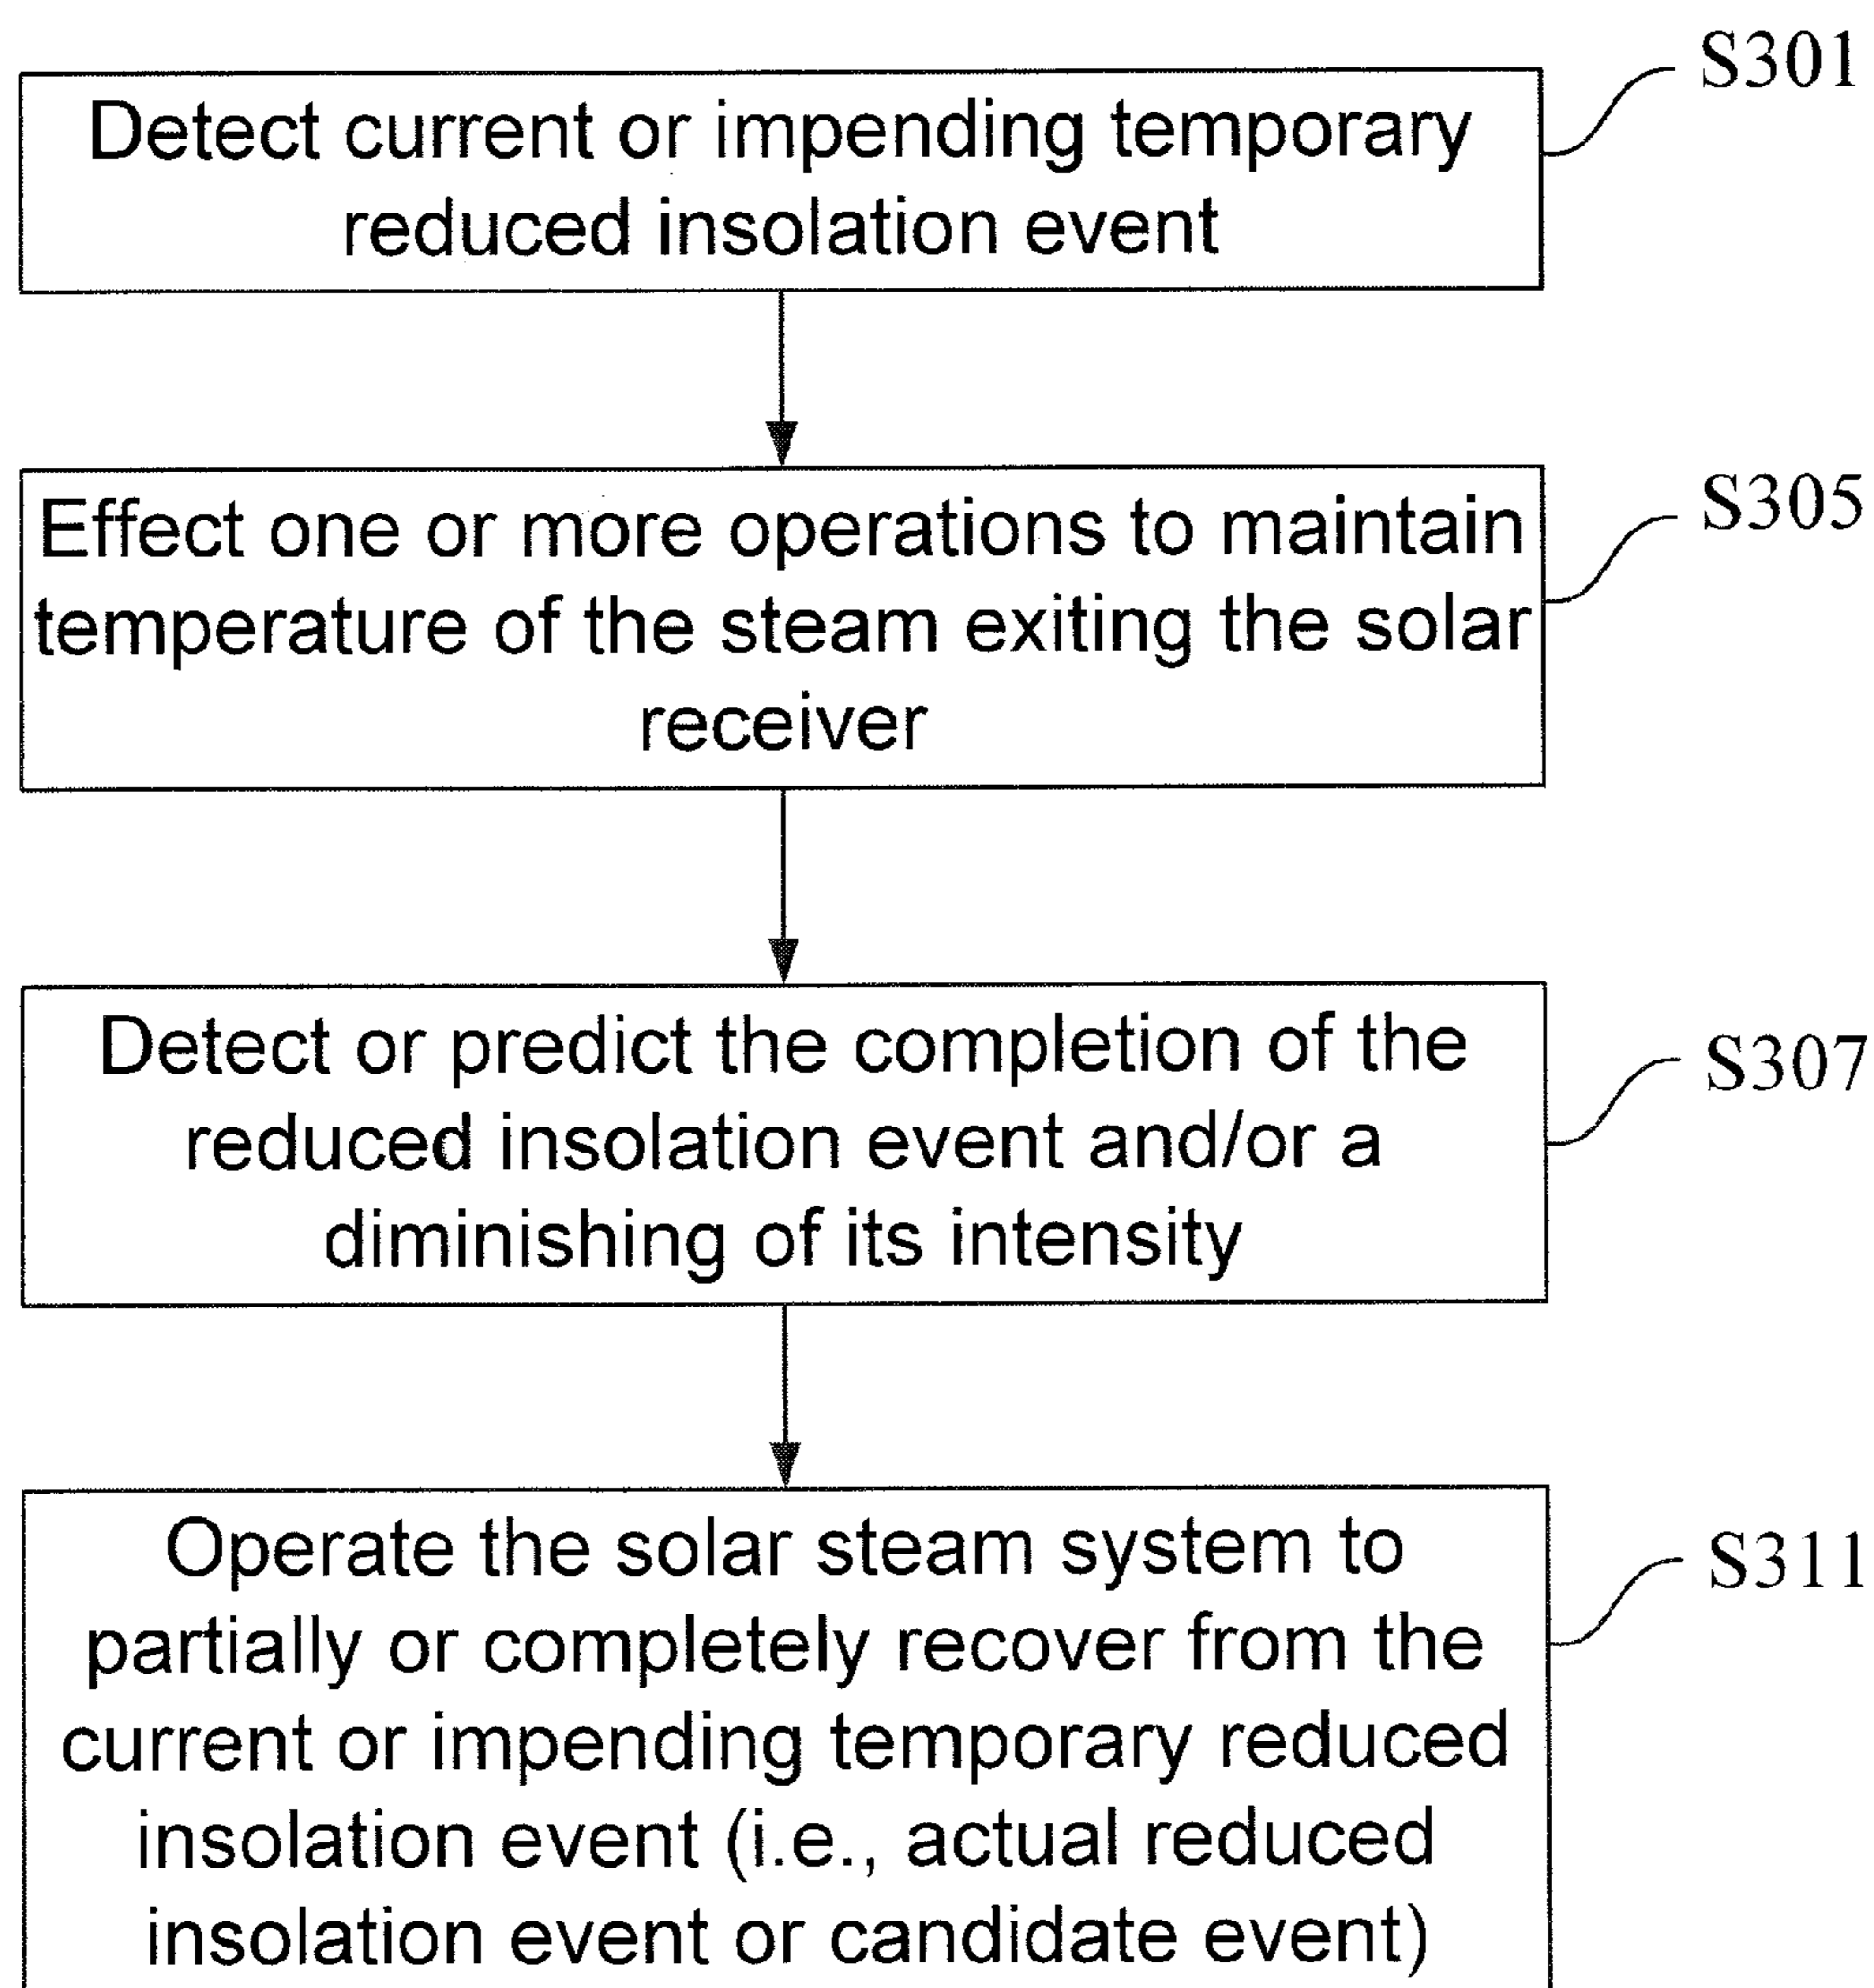 S301
Detect current or impending temporary
reduced insolation event
S305
Effect one or more operations to maintain
temperature of the steam exiting the solar
receiver
S307
Detect or predict the completion of the
reduced insolation event and/or a
diminishing of its intensity
S311
Operate the solar steam system to
partially or completely recover from the
current or impending temporary reduced
insolation event (i.e., actual reduced
insolation event or candidate event)